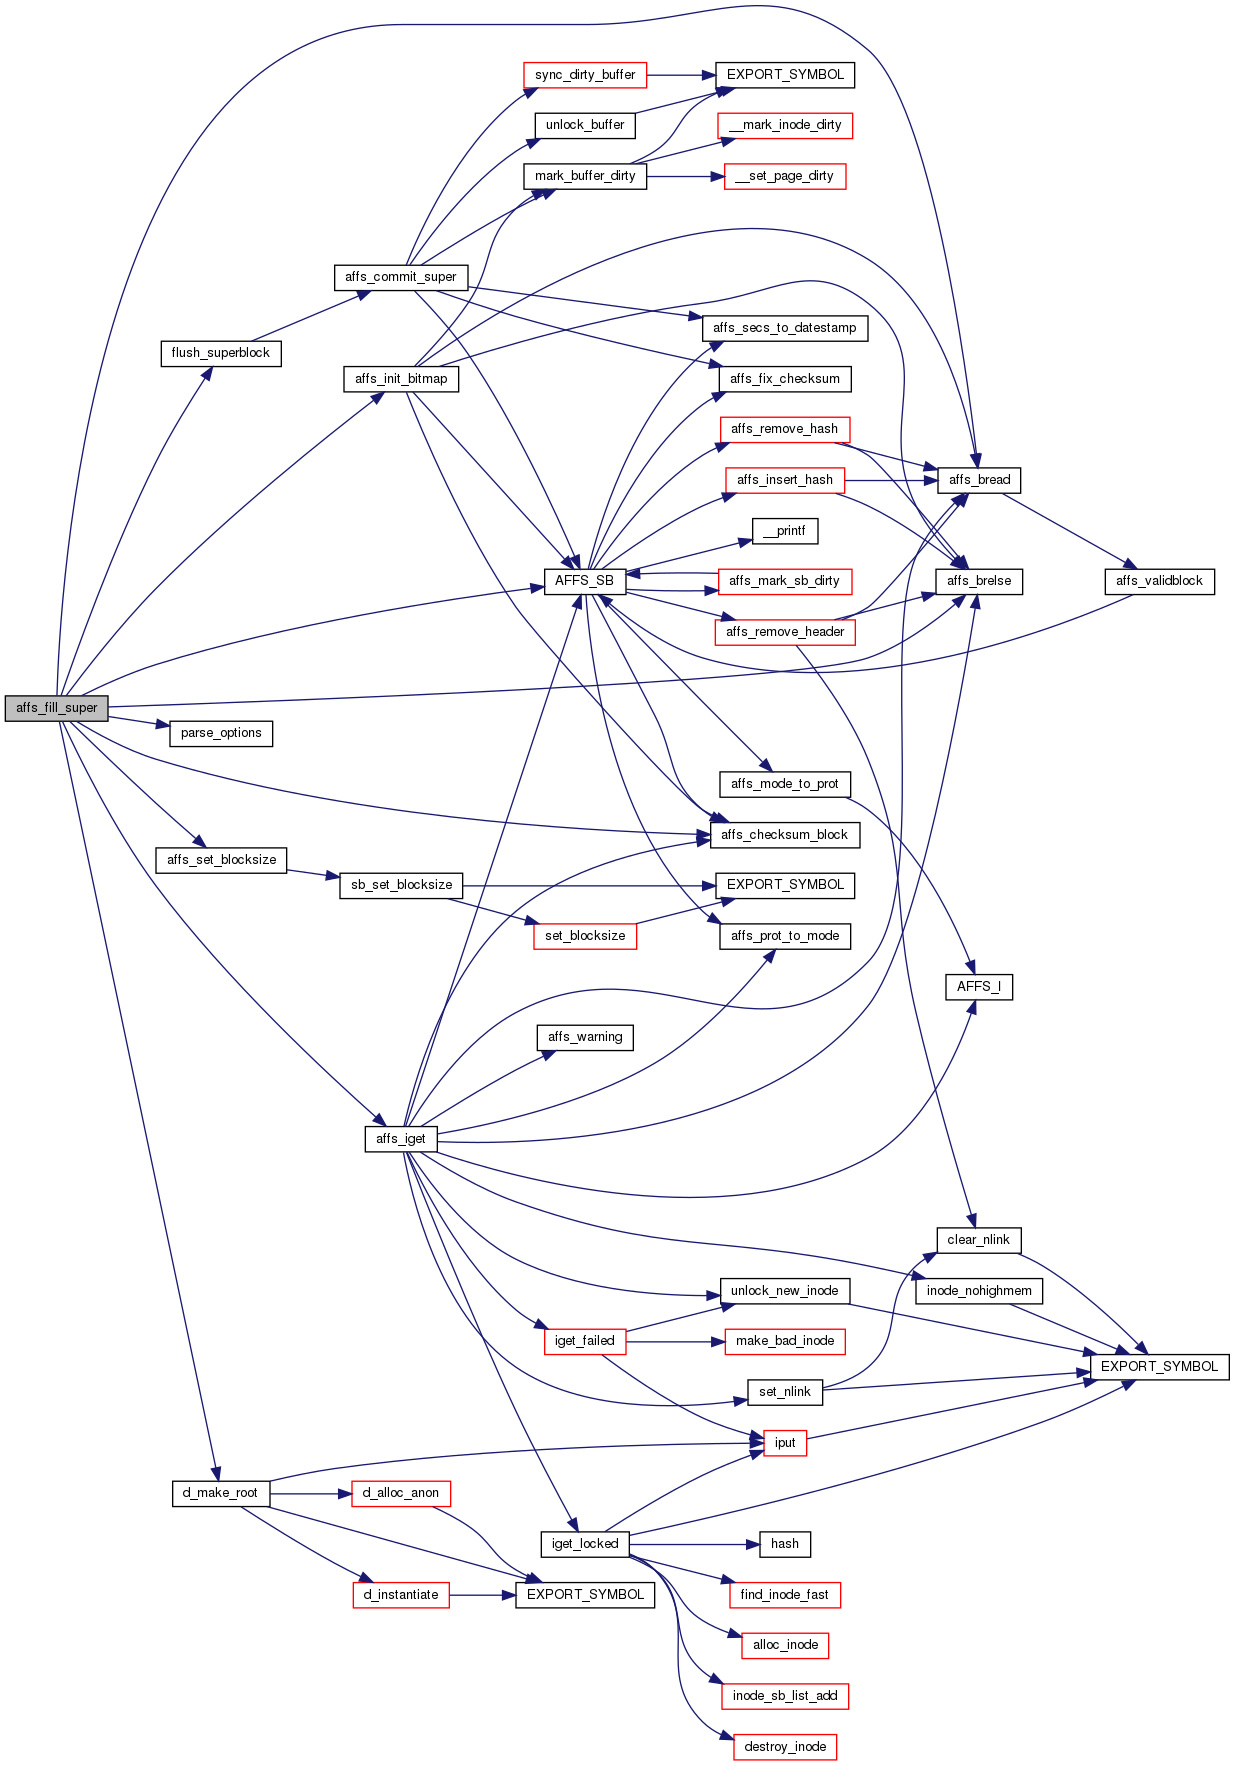 sync_dirty_buffer
EXPORT_SYMBOL
unlock_buffer
__mark_inode_dirty
mark_buffer_dirty
__set_page_dirty
affs_commit_super
affs_secs_to_datestamp
flush_superblock
affs_init_bitmap
affs_fix_checksum
affs_remove_hash
affs_insert_hash
affs_bread
__printf
AFFS_SB
affs_mark_sb_dirty
affs_brelse
affs_validblock
affs_remove_header
affs_fill_super
parse_options
affs_mode_to_prot
affs_checksum_block
affs_set_blocksize
sb_set_blocksize
EXPORT_SYMBOL
set_blocksize
affs_prot_to_mode
AFFS_I
affs_warning
affs_iget
clear_nlink
unlock_new_inode
inode_nohighmem
iget_failed
make_bad_inode
EXPORT_SYMBOL
set_nlink
iput
d_make_root
d_alloc_anon
iget_locked
hash
d_instantiate
EXPORT_SYMBOL
find_inode_fast
alloc_inode
inode_sb_list_add
destroy_inode